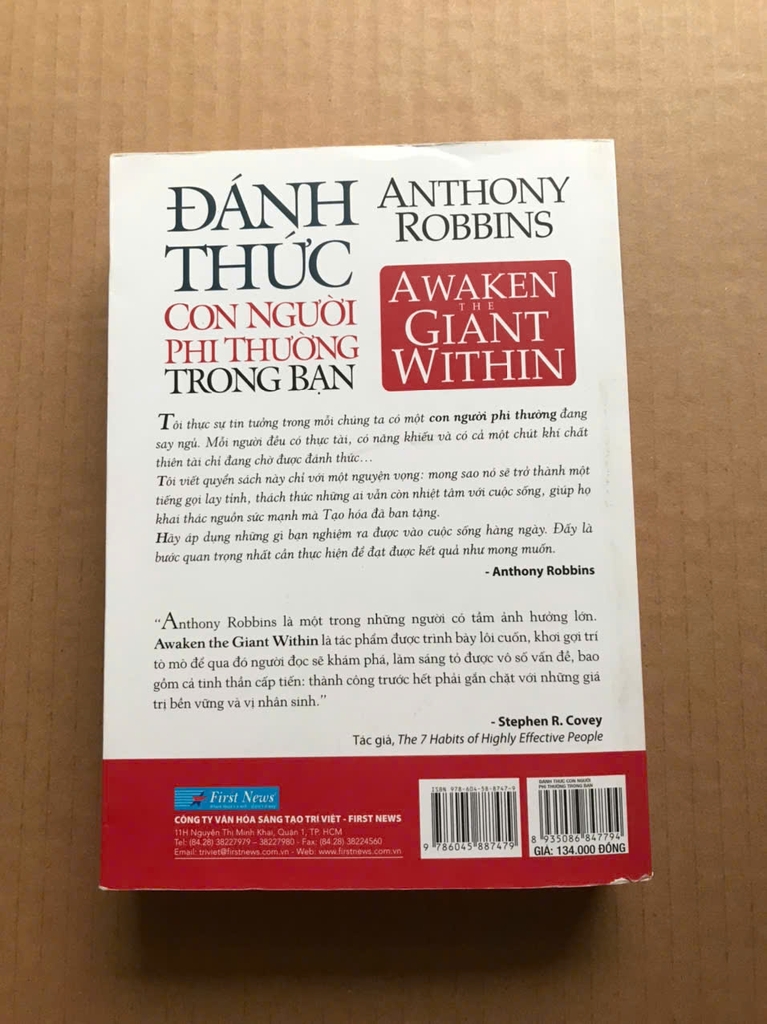 ĐÁNH
THỨC
CON NGƯỜI
PHI THƯỜNG
TRONG BẠN
ANTHONY
ROBBINS
AWAKEN
THE
GIANT
WITHIN
Tôi thực sự tin tưởng trong mỗi chúng ta có một con người phi thường đang
say ngủ. Mỗi người đều có thực tài, có năng khiếu và có cả một chút khí chất
thiên tài chỉ đang chờ được đánh thức...
Tôi viết quyển sách này chỉ với một nguyện vọng: mong sao nó sẽ trở thành một
tiếng gọi lay tỉnh, thách thức những ai vẫn còn nhiệt tâm với cuộc sống, giúp họ
khai thác nguồn sức mạnh mà Tạo hóa đã ban tặng.
Hãy áp dụng những gì bạn nghiệm ra được vào cuộc sống hàng ngày. Đấy là
bước quan trọng nhất cần thực hiện để đạt được kết quả như mong muốn.
- Anthony Robbins
“Anthony Robbins là một trong những người có tầm ảnh hưởng lớn.
Awaken the Giant Within là tác phẩm được trình bày lôi cuốn, khơi gợi trí
tò mò để qua đó người đọc sẽ khám phá, làm sáng tỏ được vô số vấn đề, bao
gồm cả tinh thần cấp tiến: thành công trước hết phải gắn chặt với những giá
trị bền vững và vị nhân sinh.”
- Stephen R. Covey
Tác giả, The 7 Habits of Highly Effective People
First News
CÔNG TY VĂN HÓA SÁNG TẠO TRÍ VIỆT - FIRST NEWS
11H Nguyễn Thị Minh Khai, Quận 1, TP. HCM
Tel: (84.28) 38227979 - 38227980 - Fax: (84.28) 38224560
Email: triviet@firstnews.com.vn - Web: www.firstnews.com.vn
ISBN 978-604-58-8747-9
9 786045 887479
ĐÁNH THỨC CON NGƯỜI
PHI THƯỜNG TRONG BẠN
8 935086 847794
GIÁ: 134.000 ĐỒNG